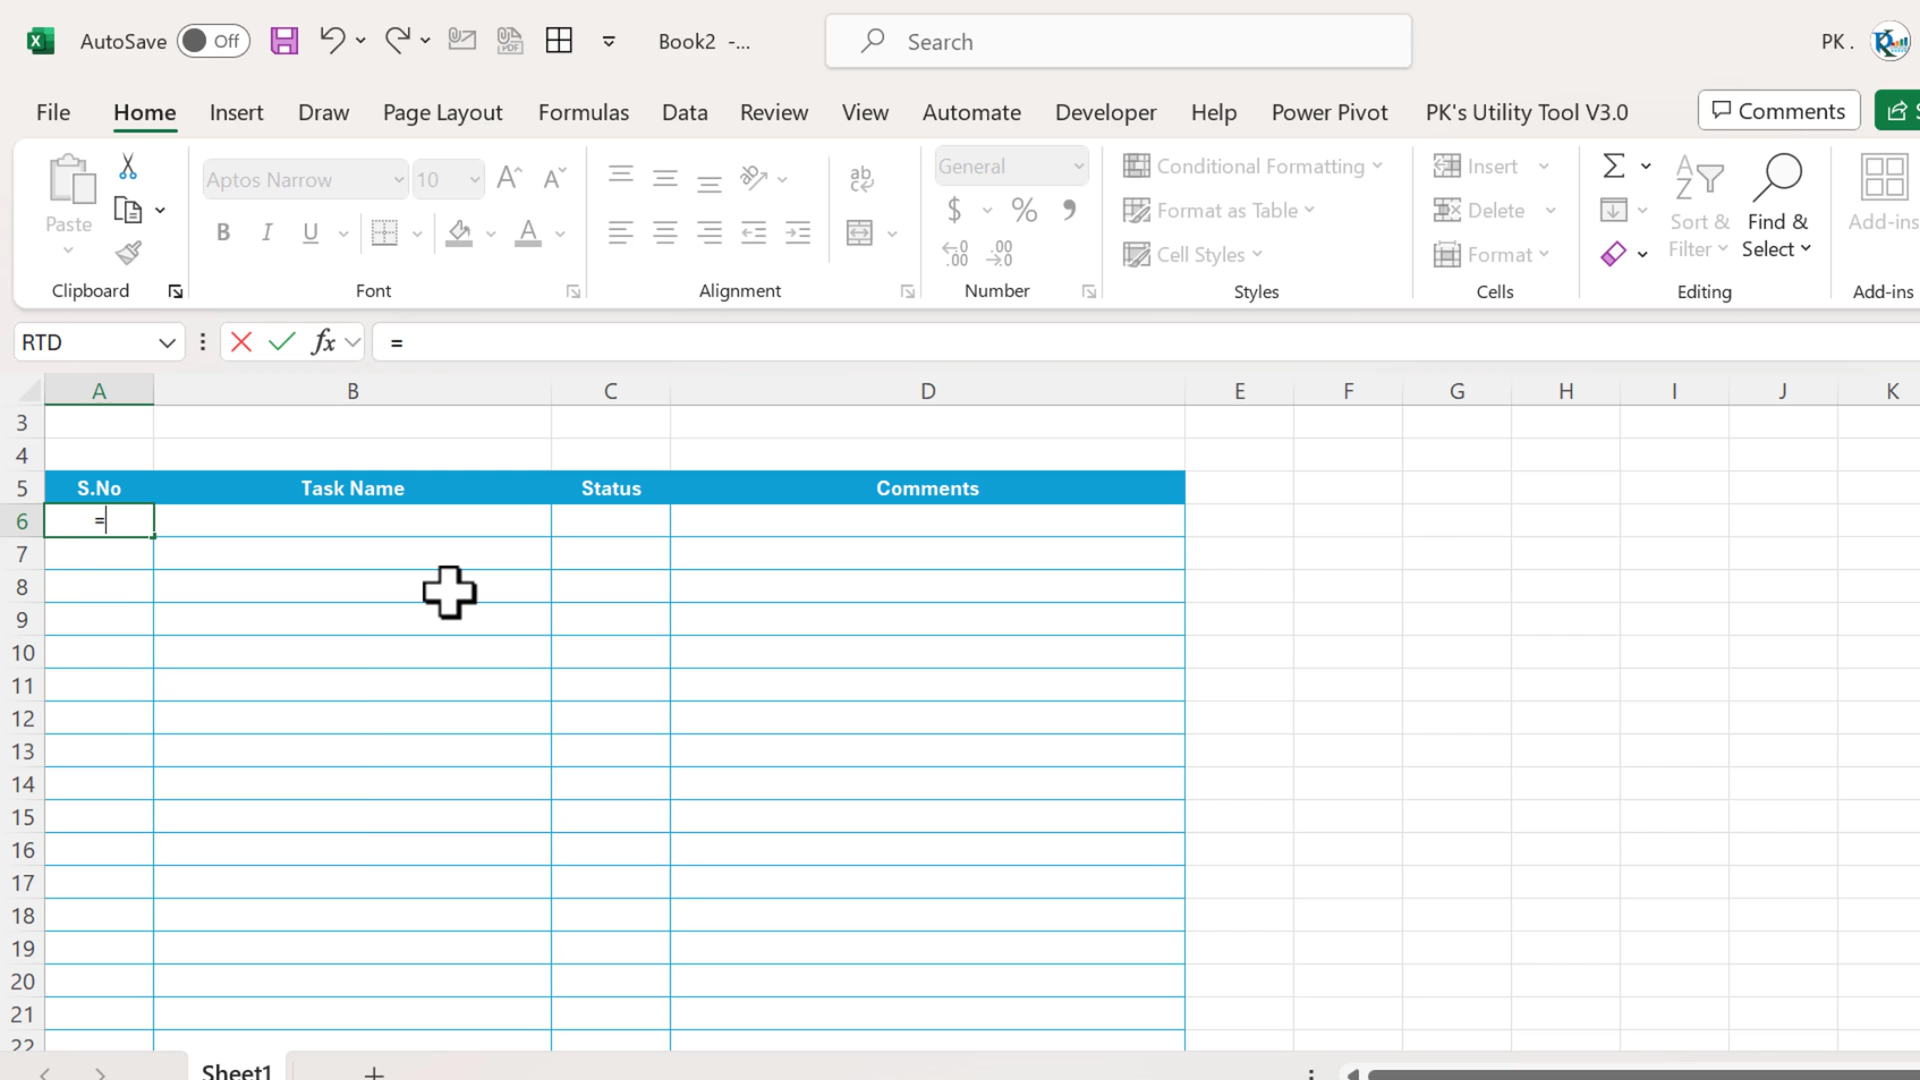 AutoSave Off Book2 -... Search PK .
File Home Insert Draw Page Layout Formulas Data Review View Automate Developer Help Power Pivot PK's Utility Tool V3.0 Comments
Paste
Aptos Narrow 10
B I U A
ab
General
$ % 9
Conditional Formatting
Format as Table
Cell Styles
Insert
Delete
Format
Sort & Filter
Find & Select
Add-ins
Clipboard Font Alignment Number Styles Cells Editing Add-ins
RTD fx =
A B C D E F G H I J K
3
4
5 S.No Task Name Status Comments
6 =
7
8
9
10
11
12
13
14
15
16
17
18
19
20
21
22
Sheet1 +